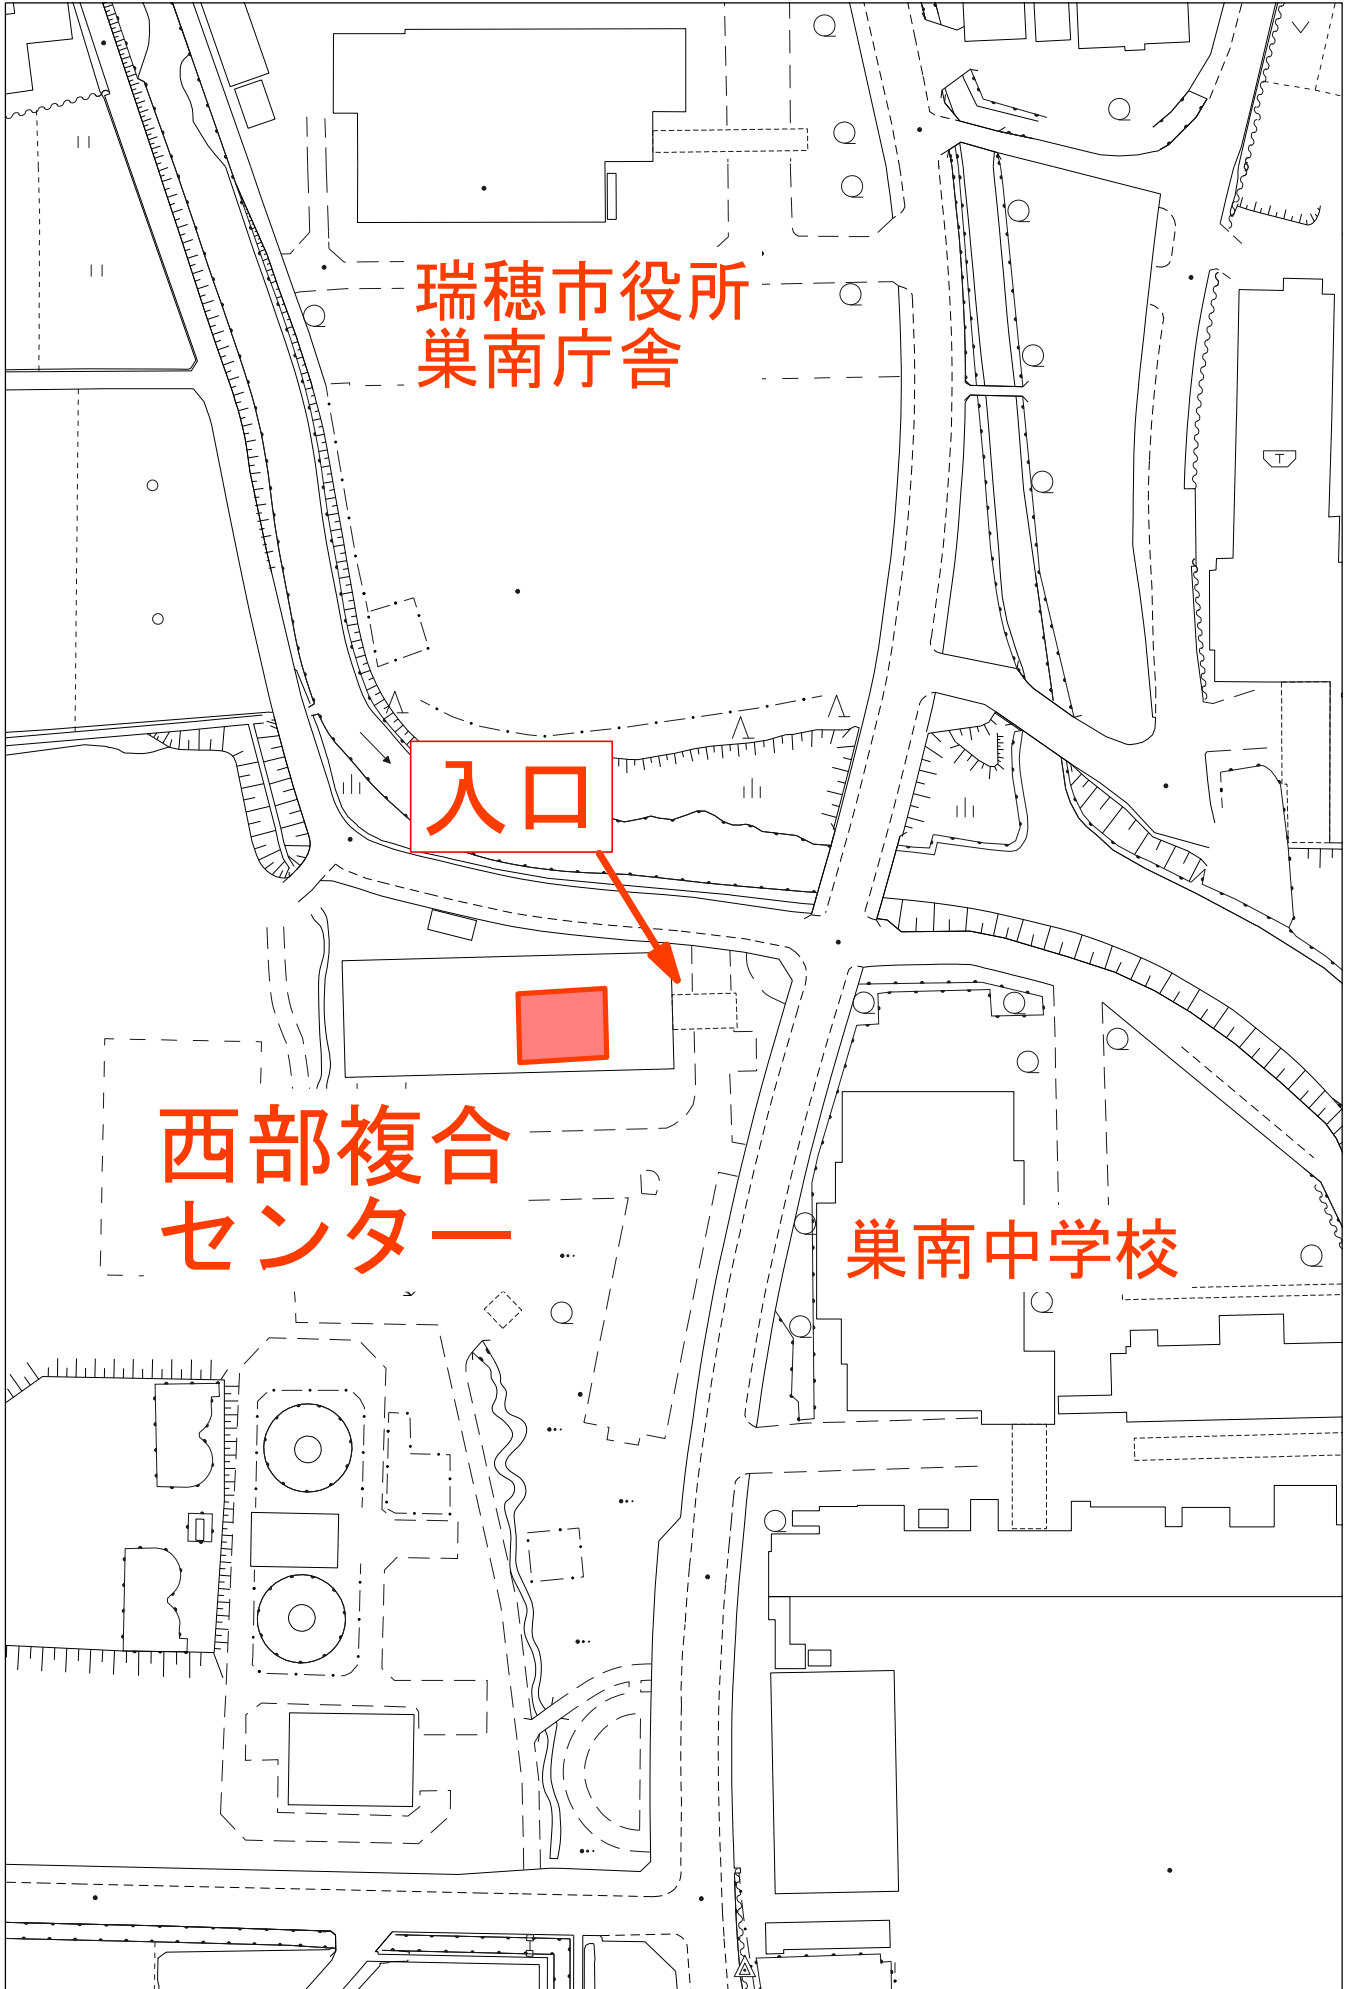 瑞穂市役所
巣南庁舎
入口
西部複合
センター
巣南中学校